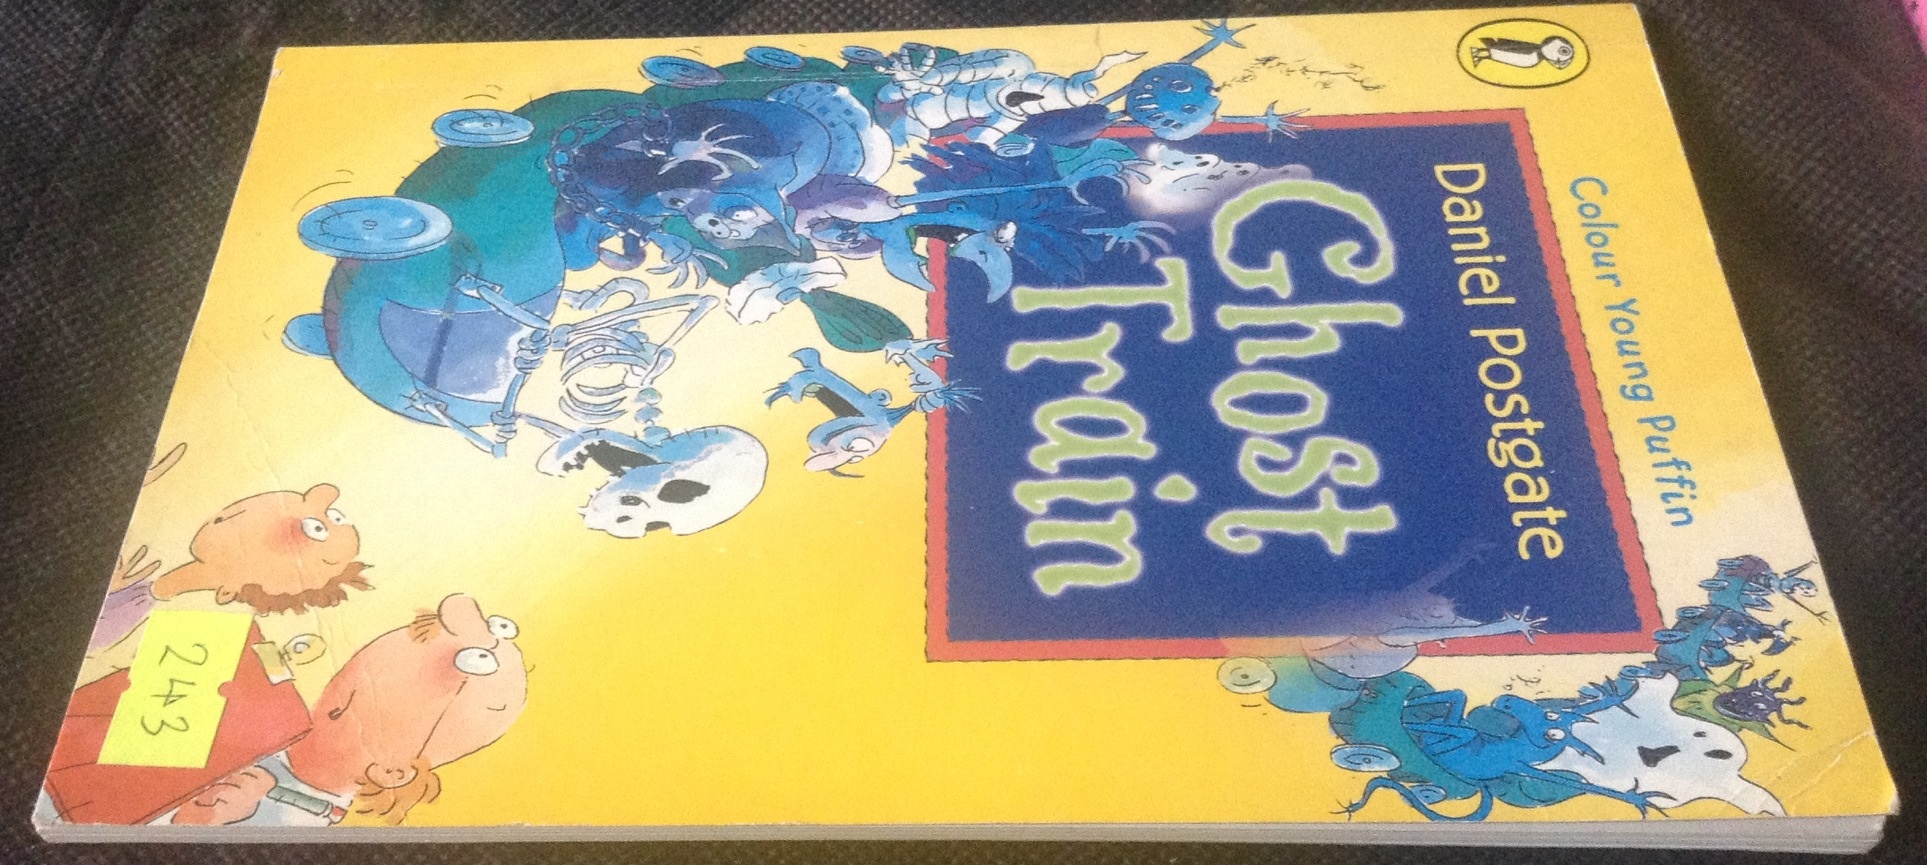 Colour Young Puffin
Daniel Postgate
Ghost
Train
243